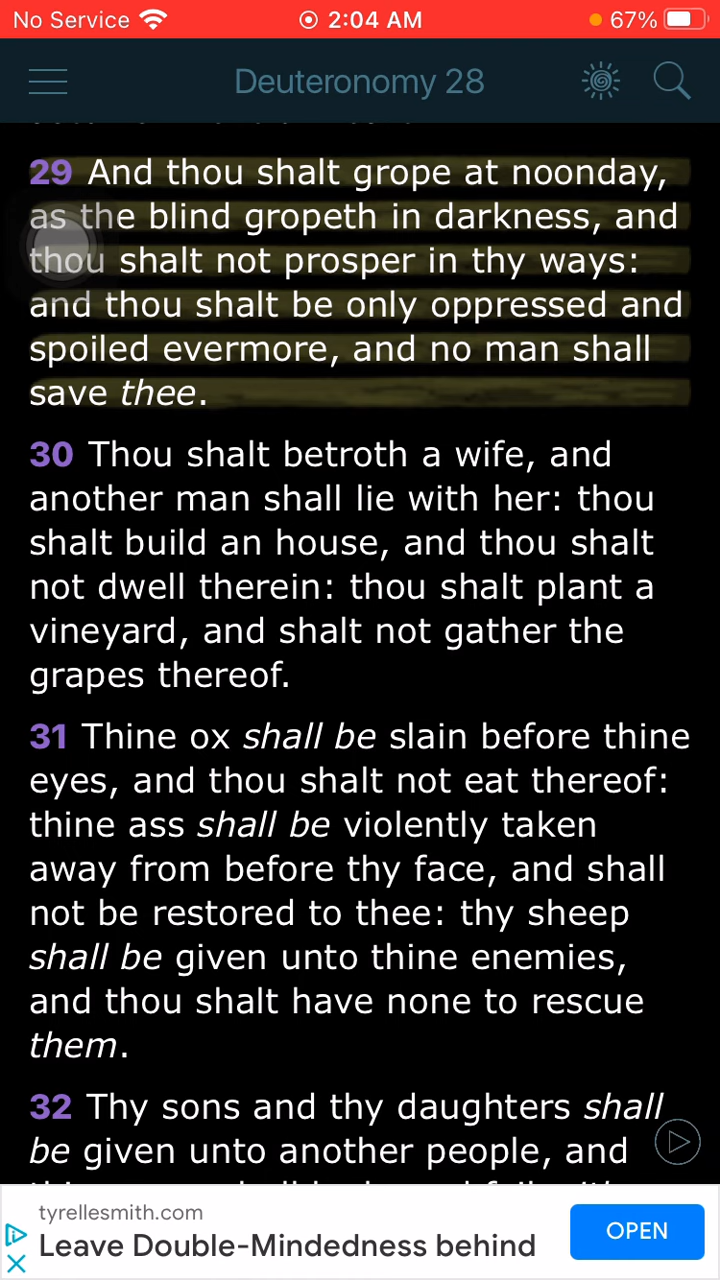 No Service 2:04 AM 67%
Deuteronomy 28
29 And thou shalt grope at noonday,
as the blind gropeth in darkness, and
thou shalt not prosper in thy ways:
and thou shalt be only oppressed and
spoiled evermore, and no man shall
save thee.
30 Thou shalt betroth a wife, and
another man shall lie with her: thou
shalt build an house, and thou shalt
not dwell therein: thou shalt plant a
vineyard, and shalt not gather the
grapes thereof.
31 Thine ox shall be slain before thine
eyes, and thou shalt not eat thereof:
thine ass shall be violently taken
away from before thy face, and shall
not be restored to thee: thy sheep
shall be given unto thine enemies,
and thou shalt have none to rescue
them.
32 Thy sons and thy daughters shall
be given unto another people, and
tyrellesmith.com
Leave Double-Mindedness behind
OPEN